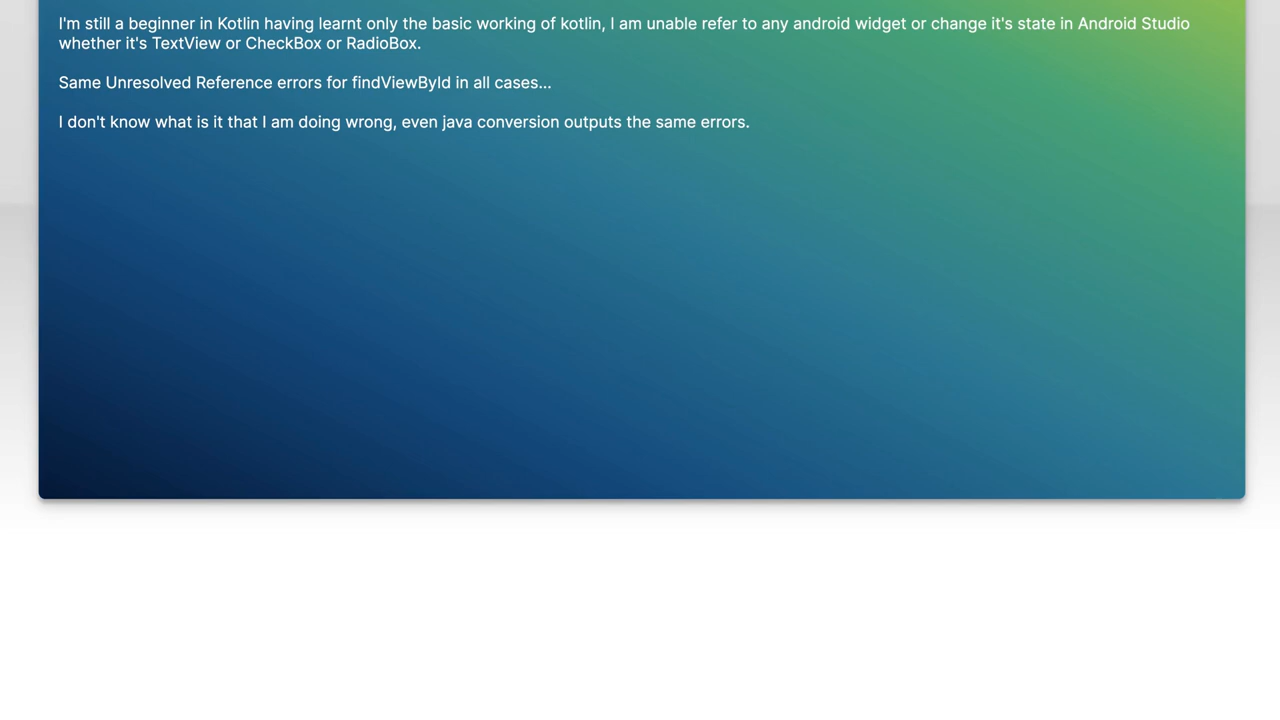 I'm still a beginner in Kotlin having learnt only the basic working of kotlin, I am unable refer to any android widget or change it's state in Android Studio
whether it's TextView or CheckBox or RadioBox.
Same Unresolved Reference errors for findViewById in all cases...
I don't know what is it that I am doing wrong, even java conversion outputs the same errors.